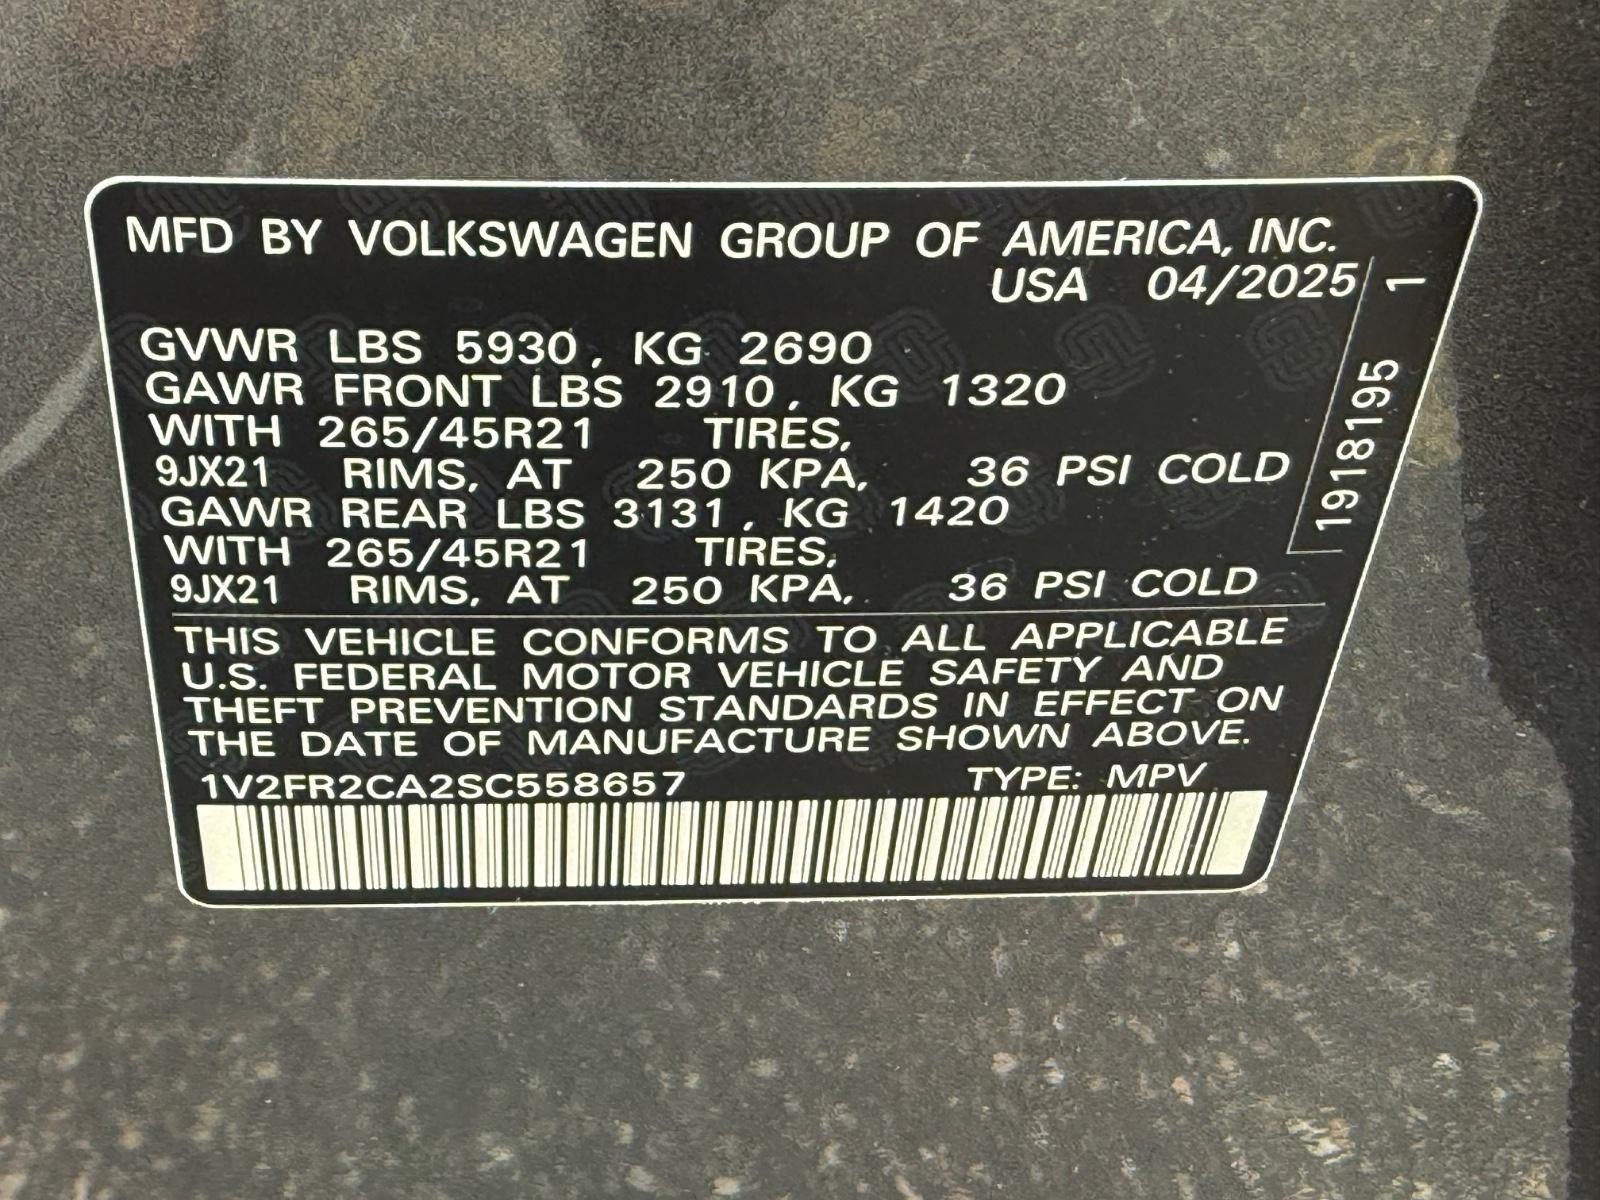 MFD BY VOLKSWAGEN GROUP OF AMERICA, INC.
USA 04/2025
GVWR LBS 5930, KG 2690
GAWR FRONT LBS 2910, KG 1320
WITH 265/45R21 TIRES,
9JX21 RIMS, AT 250 KPA, 36 PSI COLD
GAWR REAR LBS 3131, KG 1420
WITH 265/45R21 TIRES,
9JX21 RIMS, AT 250 KPA, 36 PSI COLD
THIS VEHICLE CONFORMS TO ALL APPLICABLE
U.S. FEDERAL MOTOR VEHICLE SAFETY AND
THEFT PREVENTION STANDARDS IN EFFECT ON
THE DATE OF MANUFACTURE SHOWN ABOVE.
1V2FR2CA2SC558657 TYPE: MPV
1918195 1